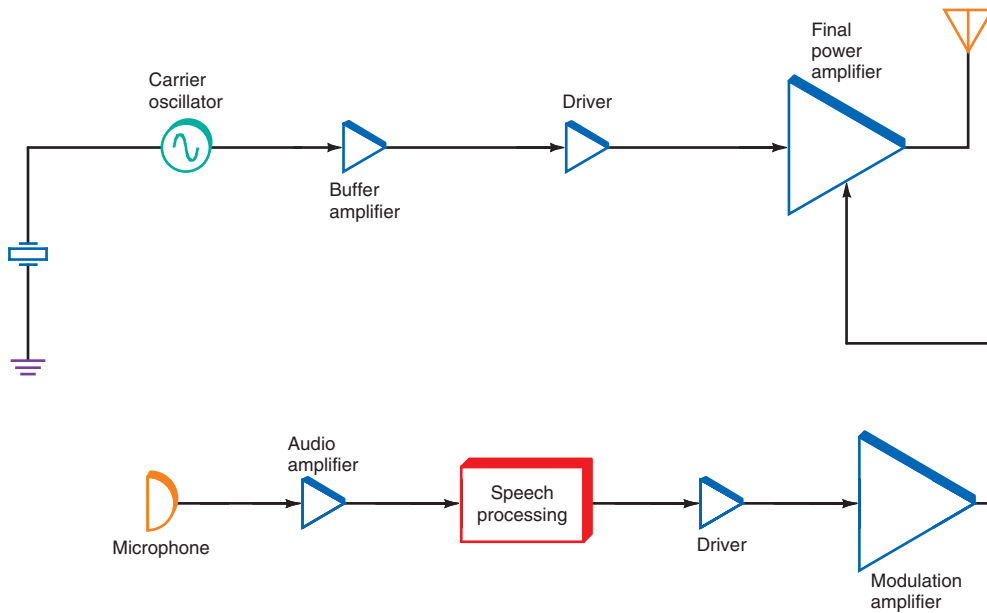 Final
power
amplifier
Carrier
oscillator
Driver
Buffer
amplifier
Audio
amplifier
Speech
processing
Microphone
Driver
Modulation
amplifier